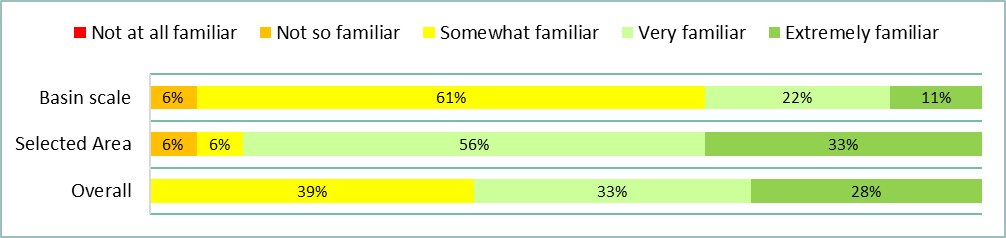 Not at all familiar Not so familiar Somewhat familiar Very familiar Extremely familiar
Basin scale 6% 61% 22% 11%
Selected Area 6% 6% 56% 33%
Overall 39% 33% 28%